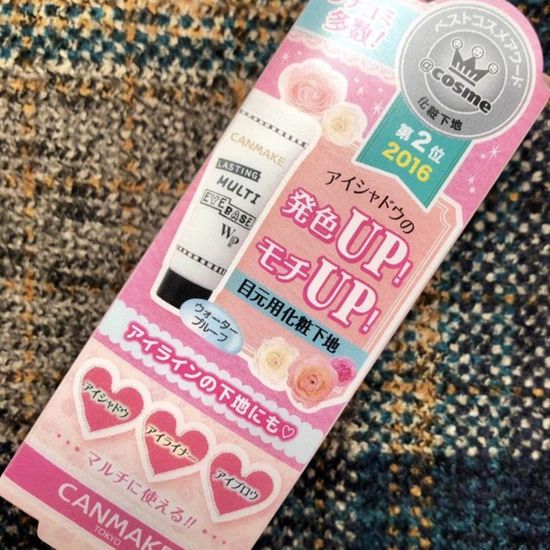 クチコミ
多数！
ベストコスメアワード
@cosme
化粧下地
第2位
2016
CANMAKE
LASTING
MULTI
EYE BASE
WP
アイシャドウの
発色UP!
モチUP!
目元用化粧下地
ウォーター
プルーフ
アイラインの下地にも♡
アイシャドウ
アイライナー
アイブロウ
マルチに使える!!
CANMAKE
TOKYO